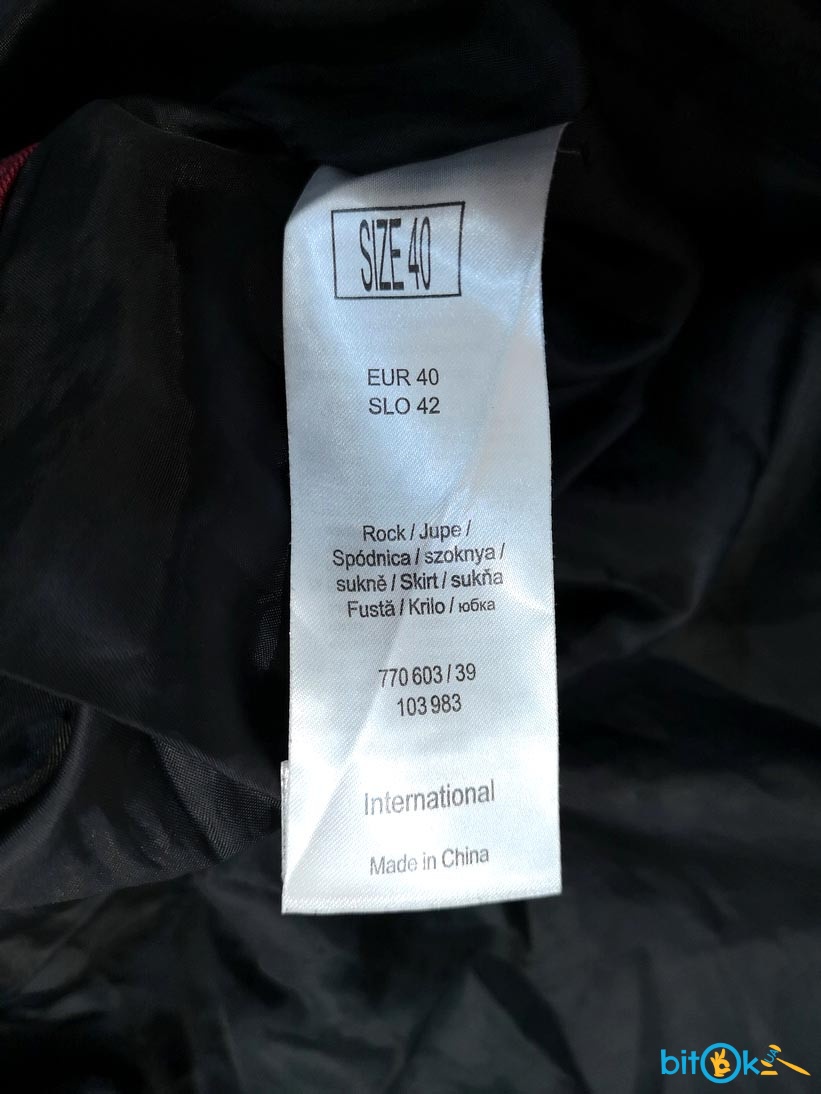 SIZE 40
EUR 40
SLO 42
Rock / Jupe /
Spódnica / szoknya /
sukně / Skirt / sukňa
Fustă / Krilo / юбка
770 603 / 39
103 983
International
Made in China
bitOk UA